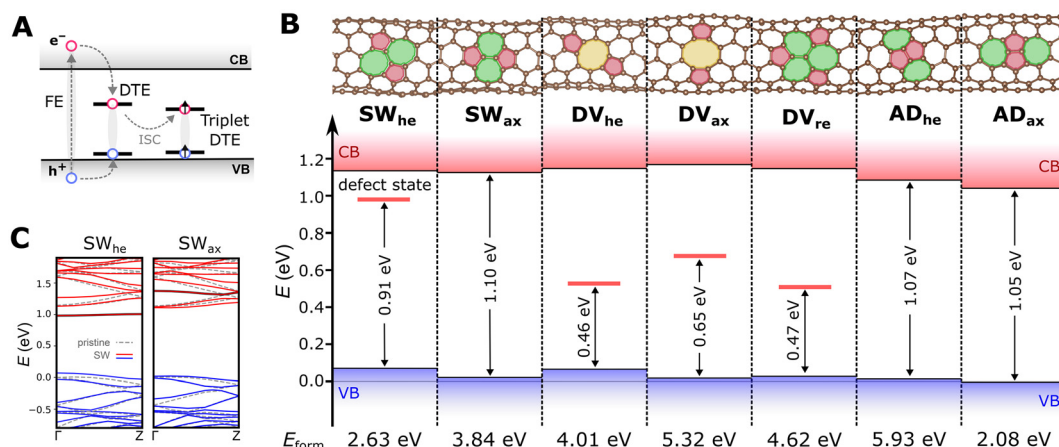 A
e⁻
CB
FE
DTE
ISC
Triplet
DTE
h⁺
VB
B
SWhe
SWax
DVhe
DVax
DVre
ADhe
ADax
CB
CB
defect state
1.2
1.0
0.8
0.6
0.4
0.2
0.0
E (eV)
0.91 eV
1.10 eV
0.46 eV
0.65 eV
0.47 eV
1.07 eV
1.05 eV
VB
VB
Eform
2.63 eV
3.84 eV
4.01 eV
5.32 eV
4.62 eV
5.93 eV
2.08 eV
C
SWhe
SWax
E (eV)
1.5
1.0
0.5
0.0
−0.5
pristine
SW
Γ
Z
Γ
Z